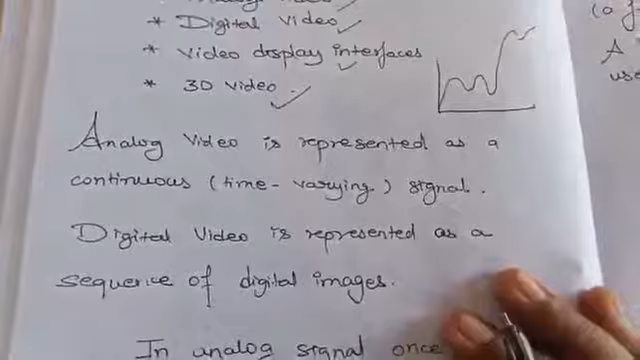 * Digital Video
* Video display interfaces
* 3D Video
Analog Video is represented as a
continuous (time-varying) signal.
Digital Video is represented as a
sequence of digital images.
In analog signal once
A
use